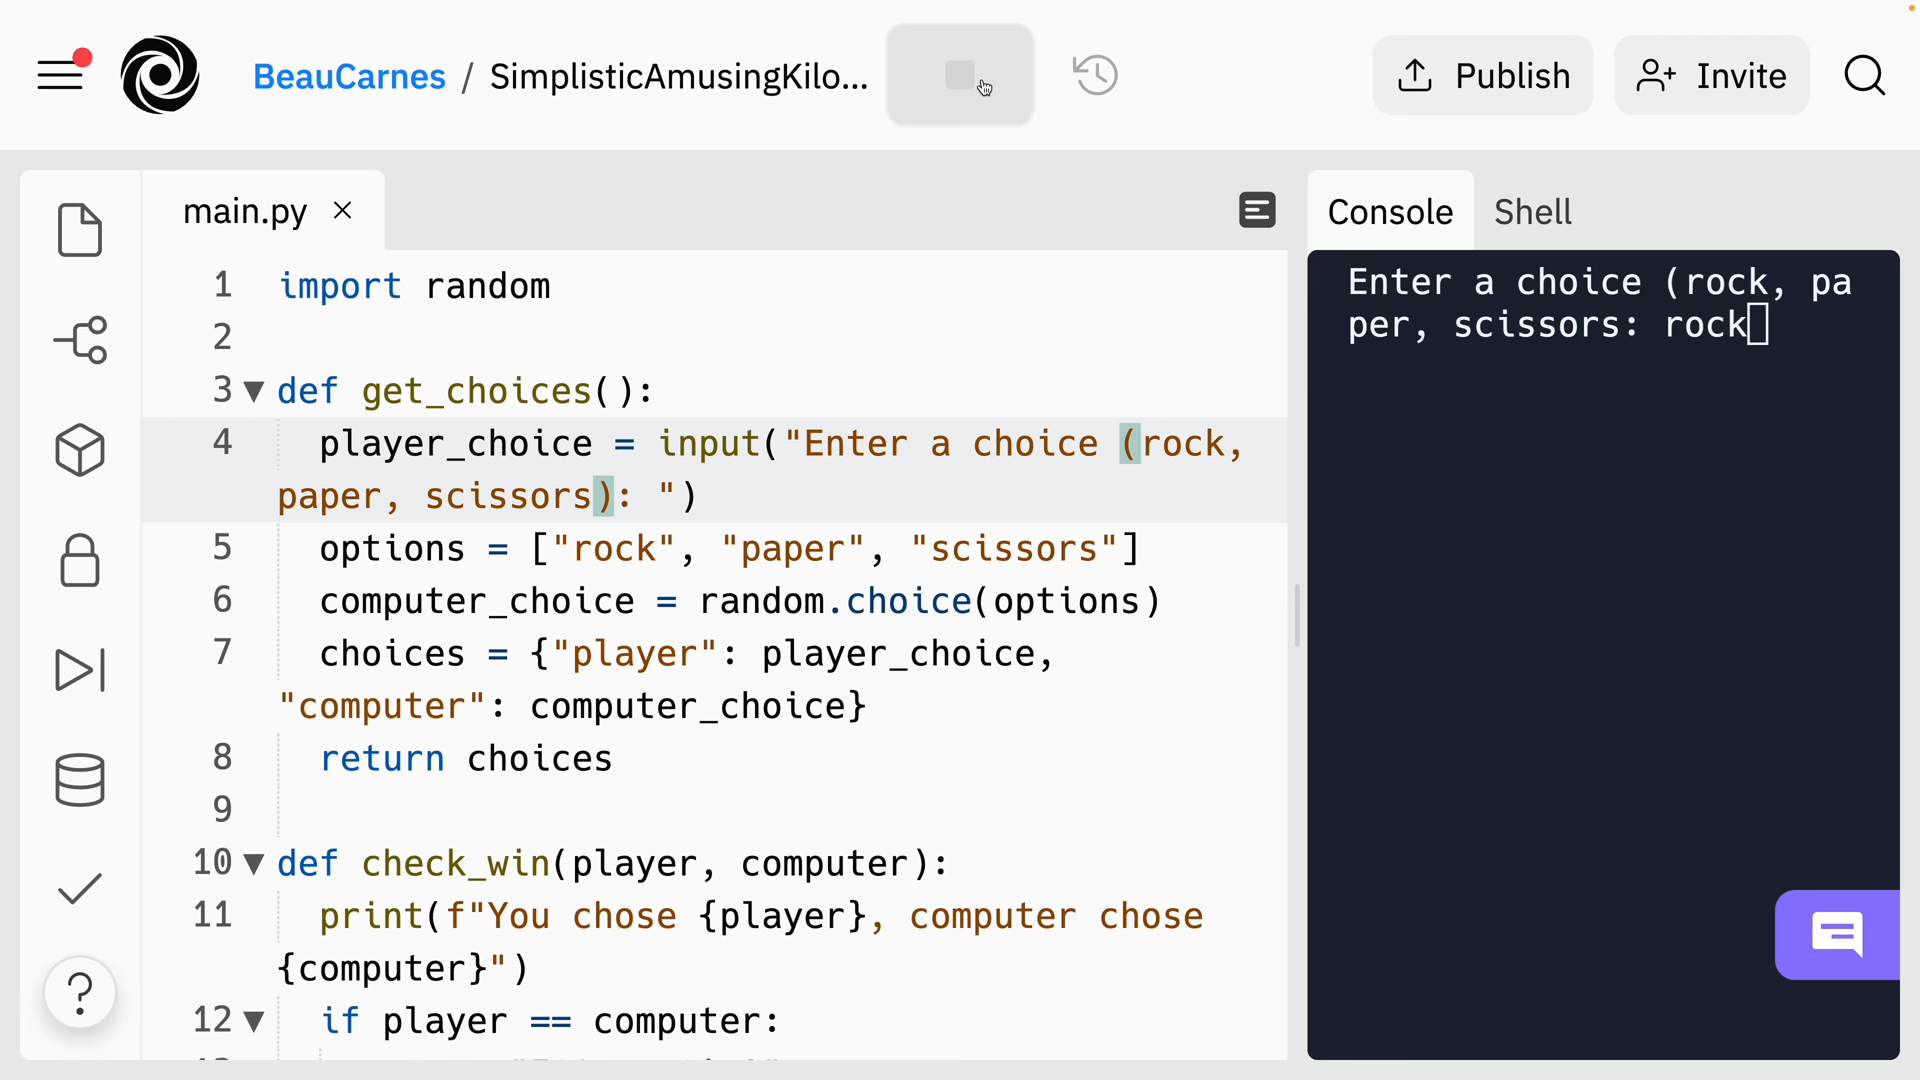 BeauCarnes / SimplisticAmusingKilo...
Publish
Invite
main.py
Console
Shell
1 import random
2
3 def get_choices():
4 player_choice = input("Enter a choice (rock,
paper, scissors): ")
5 options = ["rock", "paper", "scissors"]
6 computer_choice = random.choice(options)
7 choices = {"player": player_choice,
"computer": computer_choice}
8 return choices
9
10 def check_win(player, computer):
11 print(f"You chose {player}, computer chose
{computer}")
12 if player == computer:
Enter a choice (rock, pa
per, scissors: rock
?